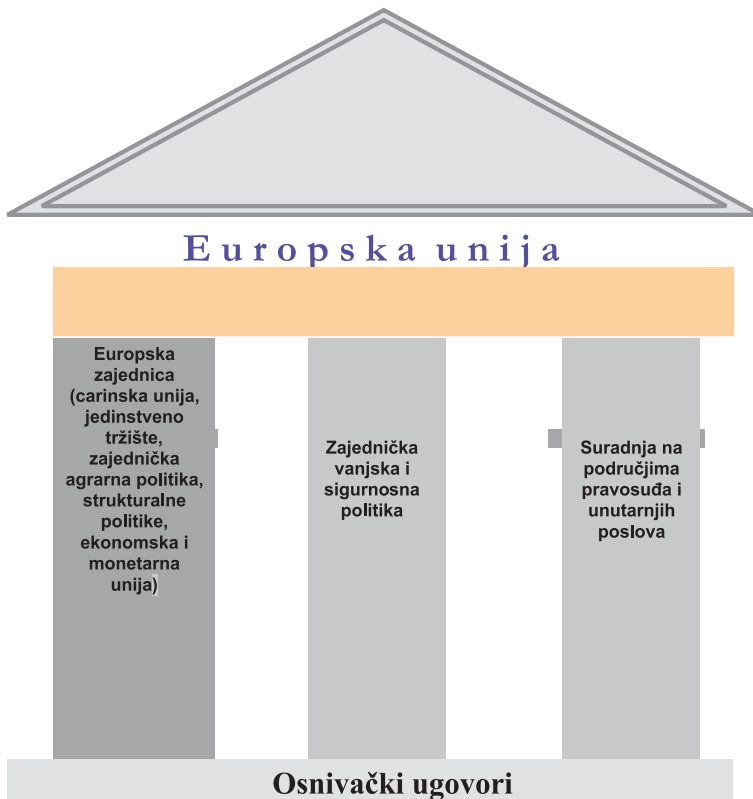 Europska unija
Europska
zajednica
(carinska unija,
jedinstveno
tržište,
zajednička
agrarna politika,
strukturalne
politike,
ekonomska i
monetarna
unija)
Zajednička
vanjska i
sigurnosna
politika
Suradnja na
područjima
pravosuđa i
unutarnjih
poslova
Osnivački ugovori